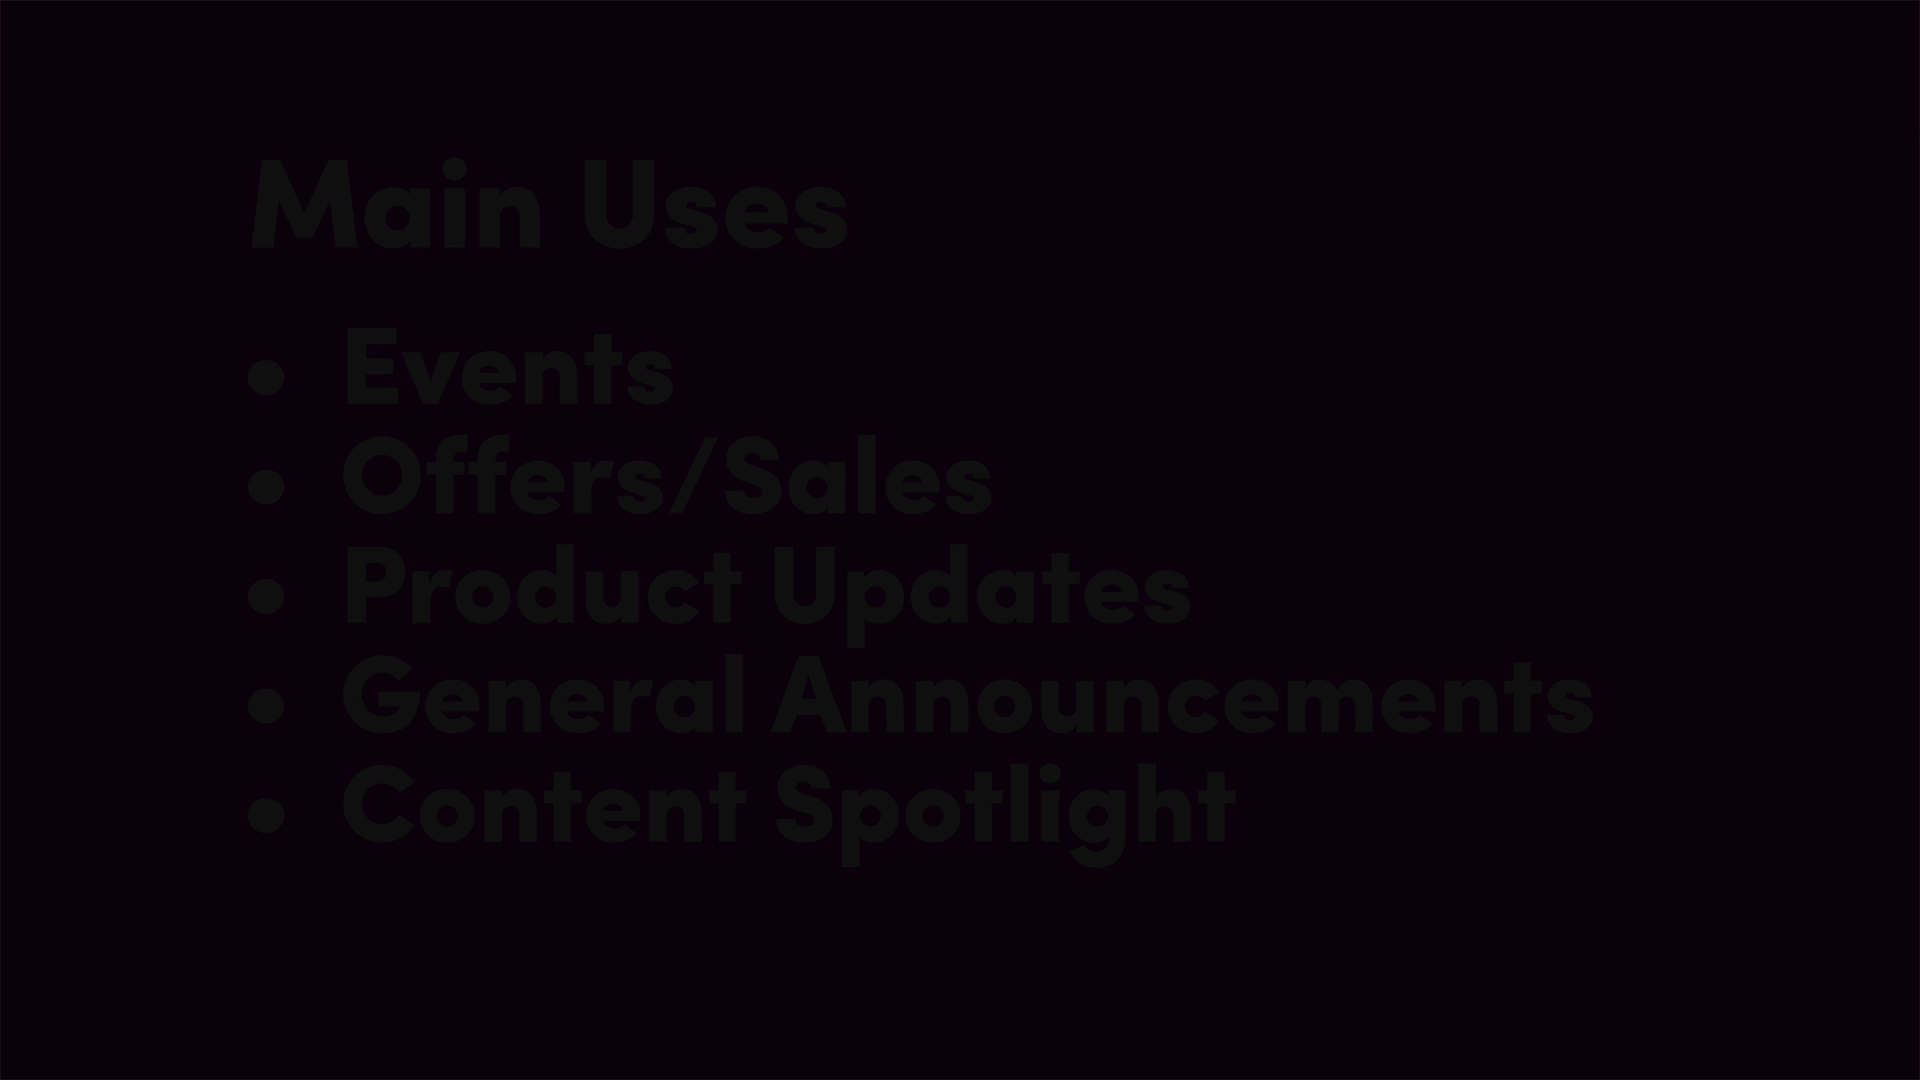 Main Uses
• Events
• Offers/Sales
• Product Updates
• General Announcements
• Content Spotlight